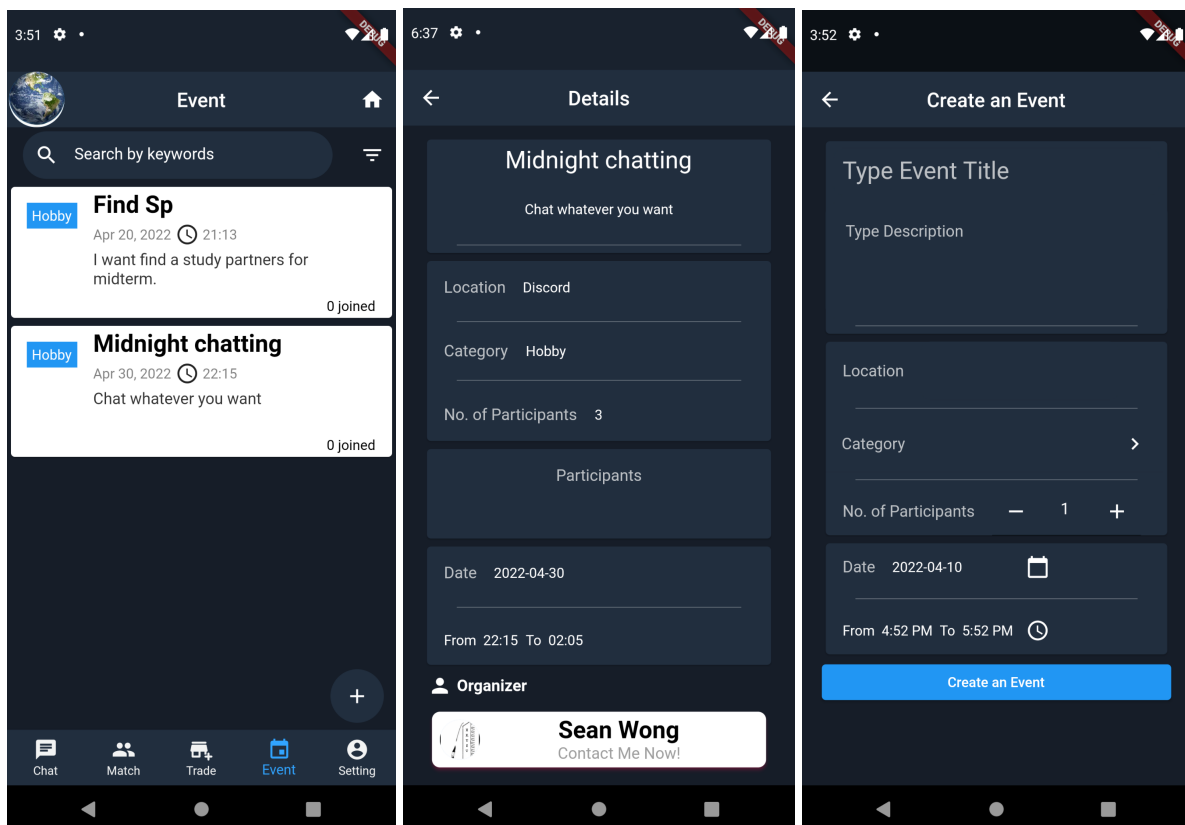 3:51
DEBUG
Event
Search by keywords
Hobby
Find Sp
Apr 20, 2022 21:13
I want find a study partners for
midterm.
0 joined
Hobby
Midnight chatting
Apr 30, 2022 22:15
Chat whatever you want
0 joined
+
Chat Match Trade Event Setting
6:37
DEBUG
Details
Midnight chatting
Chat whatever you want
Location Discord
Category Hobby
No. of Participants 3
Participants
Date 2022-04-30
From 22:15 To 02:05
Organizer
Sean Wong
Contact Me Now!
3:52
DEBUG
Create an Event
Type Event Title
Type Description
Location
Category
No. of Participants − 1 +
Date 2022-04-10
From 4:52 PM To 5:52 PM
Create an Event